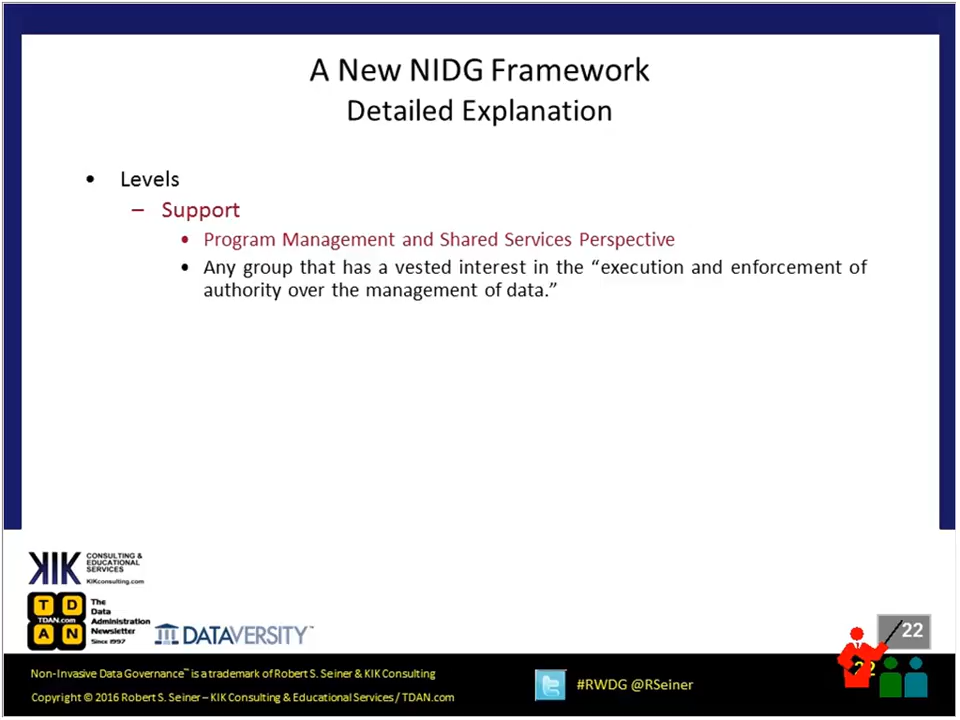 A New NIDG Framework
Detailed Explanation
• Levels
– Support
• Program Management and Shared Services Perspective
• Any group that has a vested interest in the “execution and enforcement of
authority over the management of data.”
KIK CONSULTING &
EDUCATIONAL
SERVICES
KIKconsulting.com
T D
TDAN.com
A N
The
Data
Administration
Newsletter
Since 1997
DATAVERSITY™
22
22
Non-Invasive Data Governance™ is a trademark of Robert S. Seiner & KIK Consulting
Copyright © 2016 Robert S. Seiner – KIK Consulting & Educational Services / TDAN.com
#RWDG @RSeiner